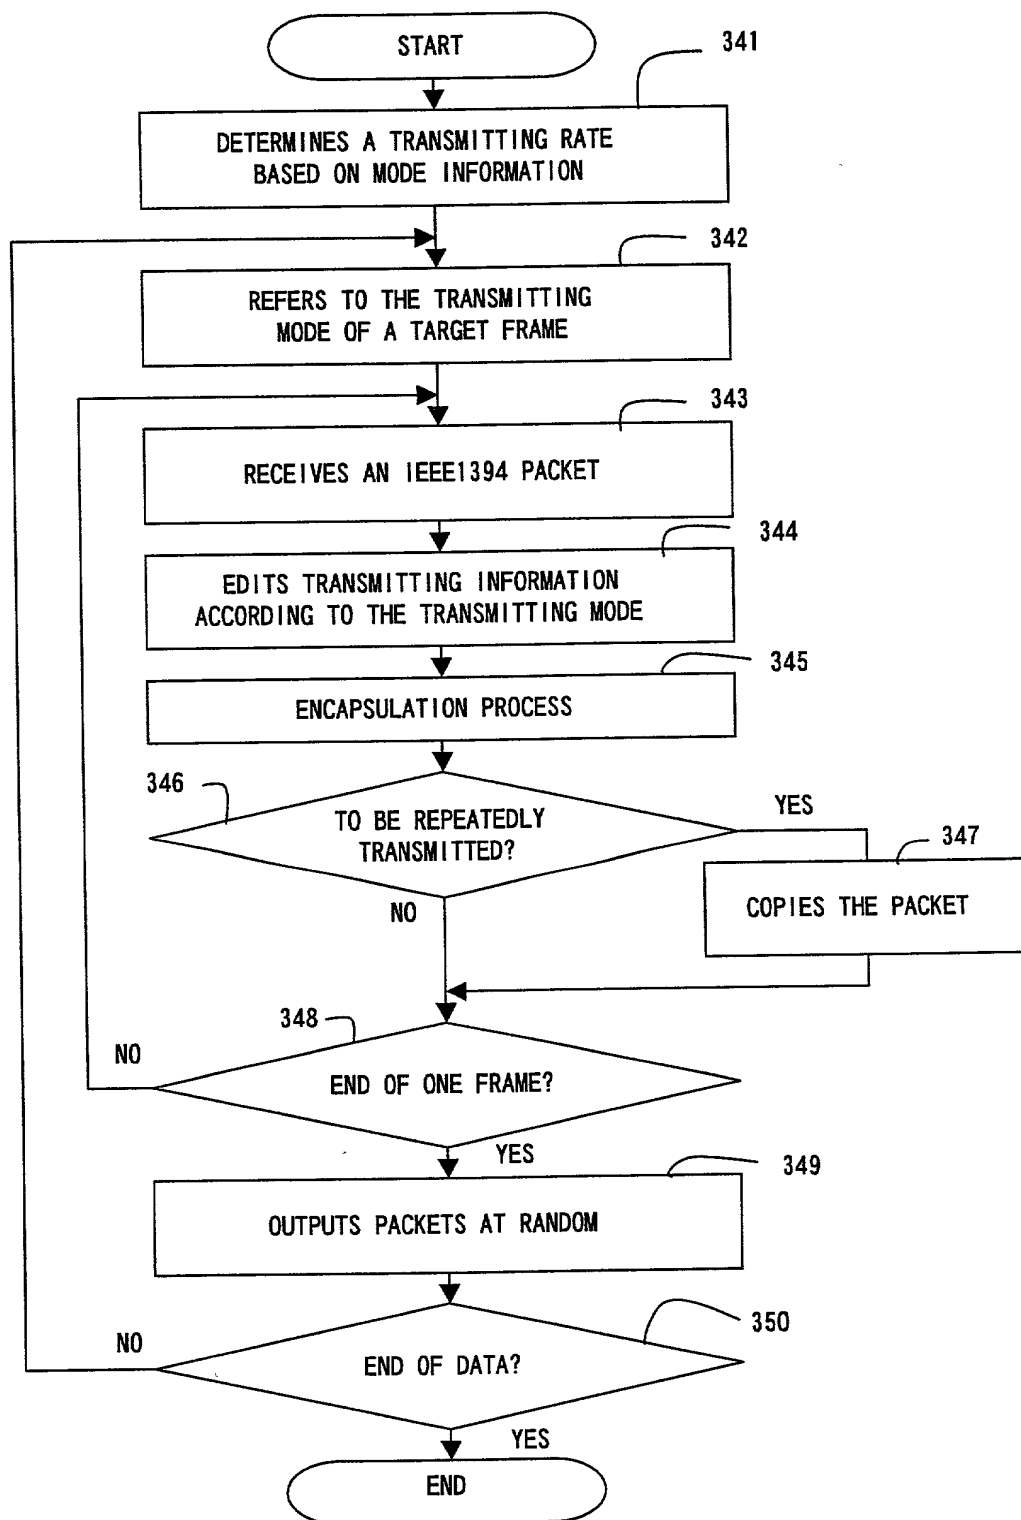 START
341
DETERMINES A TRANSMITTING RATE
BASED ON MODE INFORMATION
342
REFERS TO THE TRANSMITTING
MODE OF A TARGET FRAME
343
RECEIVES AN IEEE1394 PACKET
344
EDITS TRANSMITTING INFORMATION
ACCORDING TO THE TRANSMITTING MODE
345
ENCAPSULATION PROCESS
346
TO BE REPEATEDLY
TRANSMITTED?
YES
347
COPIES THE PACKET
NO
348
NO
END OF ONE FRAME?
YES
349
OUTPUTS PACKETS AT RANDOM
350
NO
END OF DATA?
YES
END